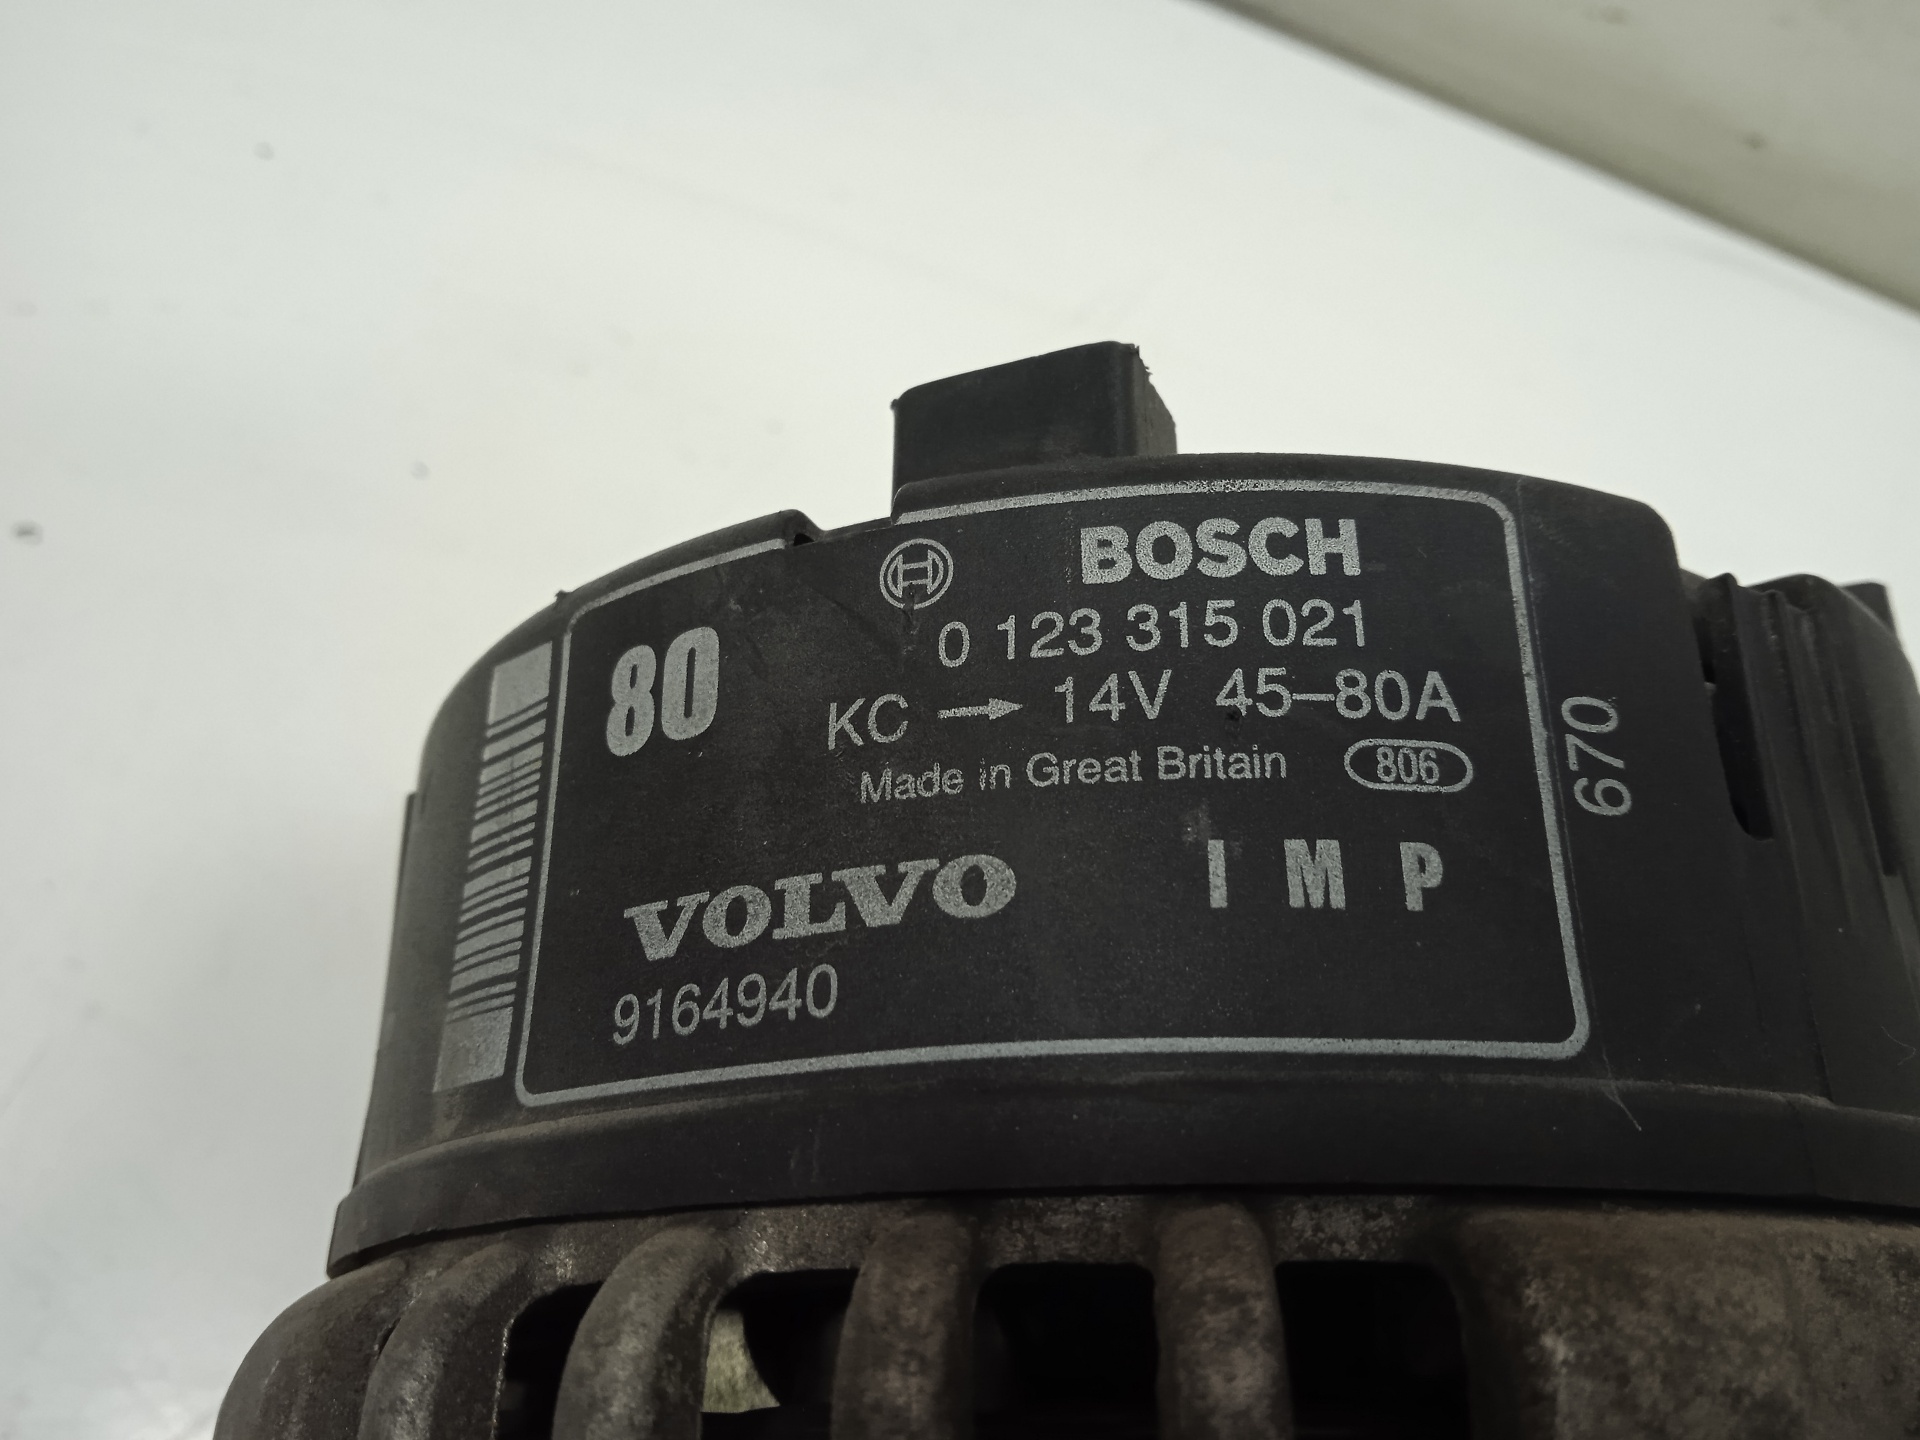 BOSCH
0 123 315 021
80
KC → 14V 45–80A
Made in Great Britain 806
670
VOLVO I M P
9164940